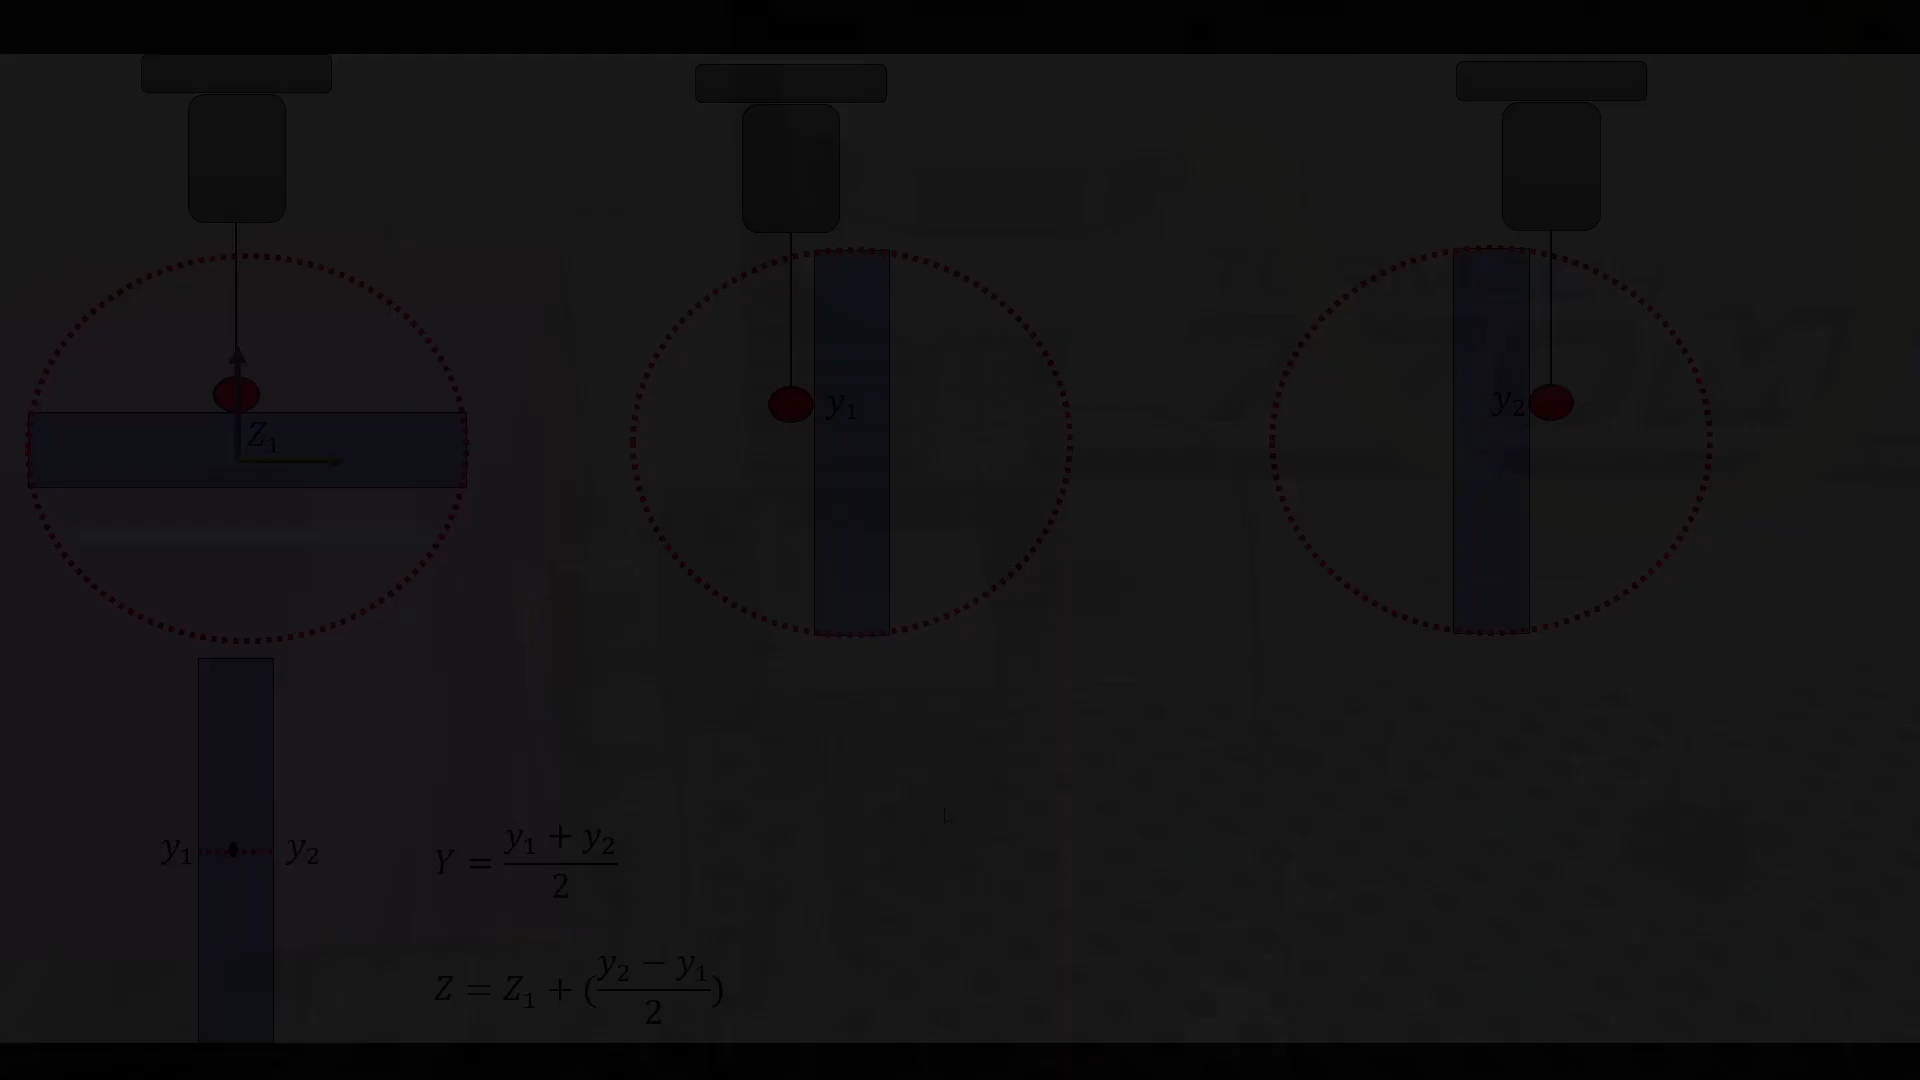 Z₁
y₁
y₂
y₁ y₂
Y = (y₁ + y₂)/2
Z = Z₁ + ((y₂ − y₁)/2)